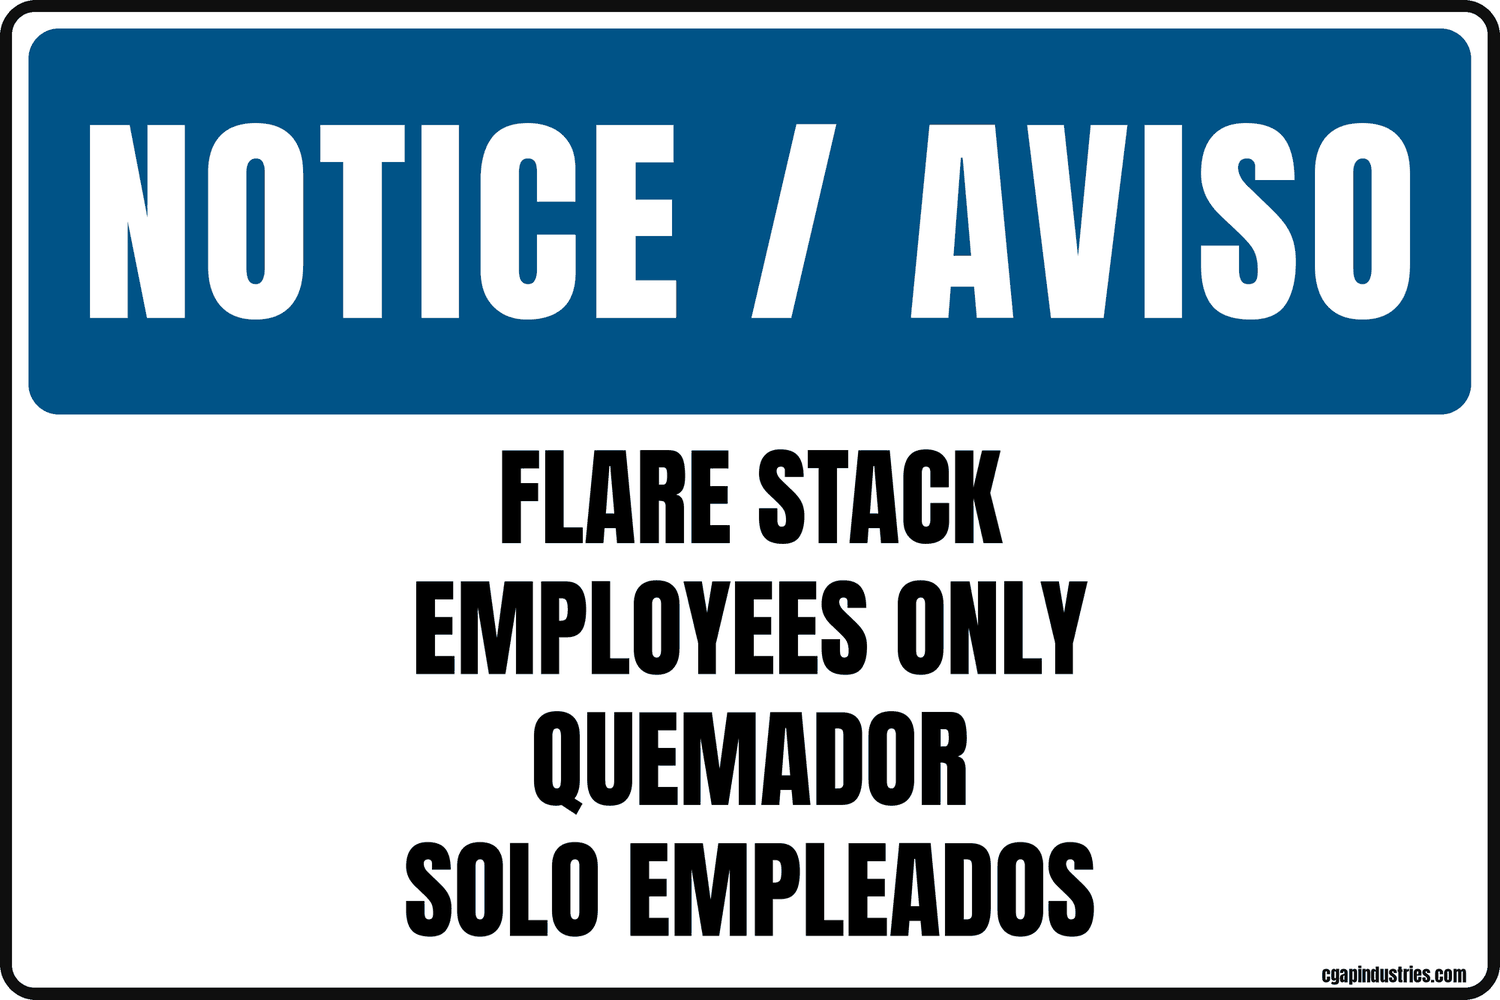 NOTICE / AVISO
FLARE STACK
EMPLOYEES ONLY
QUEMADOR
SOLO EMPLEADOS
cgapindustries.com